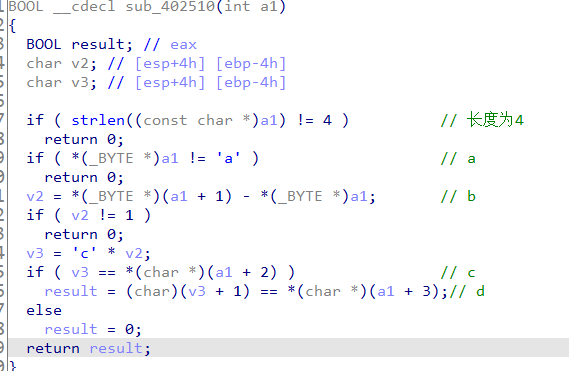 BOOL __cdecl sub_402510(int a1)
{
BOOL result; // eax
char v2; // [esp+4h] [ebp-4h]
char v3; // [esp+4h] [ebp-4h]
if ( strlen((const char *)a1) != 4 ) // 长度为4
return 0;
if ( *(_BYTE *)a1 != 'a' ) // a
return 0;
v2 = *(_BYTE *)(a1 + 1) - *(_BYTE *)a1; // b
if ( v2 != 1 )
return 0;
v3 = 'c' * v2;
if ( v3 == *(char *)(a1 + 2) ) // c
result = (char)(v3 + 1) == *(char *)(a1 + 3);// d
else
result = 0;
return result;
}